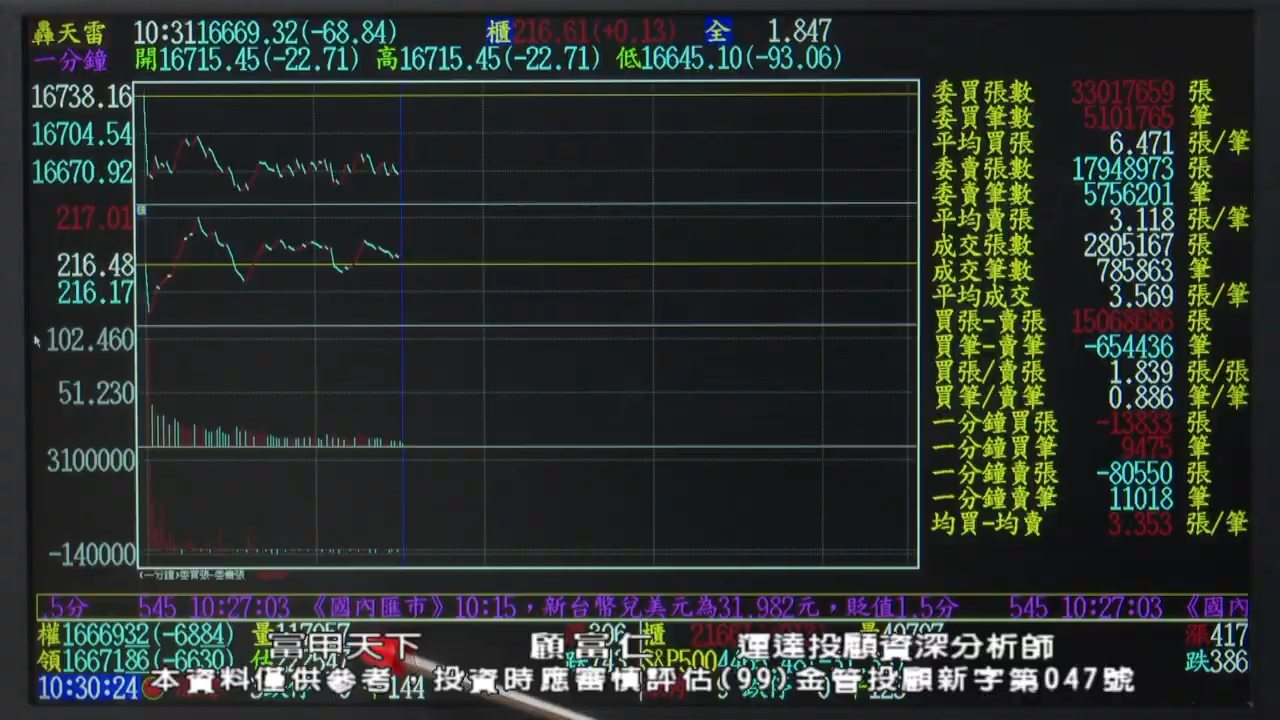 轟天雷 10:31 16669.32(-68.84) 櫃 216.61(+0.13) 全 1.847
一分鐘 開16715.45(-22.71) 高16715.45(-22.71) 低16645.10(-93.06)
16738.16
16704.54
16670.92
217.01
216.48
216.17
102.460
51.230
3100000
-140000
(一分鐘)委買張-委賣張
委買張數 33017659 張
委買筆數 5101765 筆
平均買張 6.471 張/筆
委賣張數 17948973 張
委賣筆數 5756201 筆
平均賣張 3.118 張/筆
成交張數 2805167 張
成交筆數 785863 筆
平均成交 3.569 張/筆
買張-賣張 15068686 張
買筆-賣筆 -654436 筆
買張/賣張 1.839 張/張
買筆/賣筆 0.886 筆/筆
一分鐘買張 -13833 張
一分鐘買筆 9475 筆
一分鐘賣張 -80550 張
一分鐘賣筆 11018 筆
均買-均賣 3.353 張/筆
.5分 545 10:27:03 《國內匯市》10:15，新台幣兌美元為31.982元，貶值1.5分 545 10:27:03 《國內
權1666932(-6884) 量 櫃 漲417
領1667186(-6630) 估 S&P500 跌386
富甲天下 顧富仁 運達投顧資深分析師
10:30:24
本資料僅供參考，投資時應審慎評估(99)金管投顧新字第047號